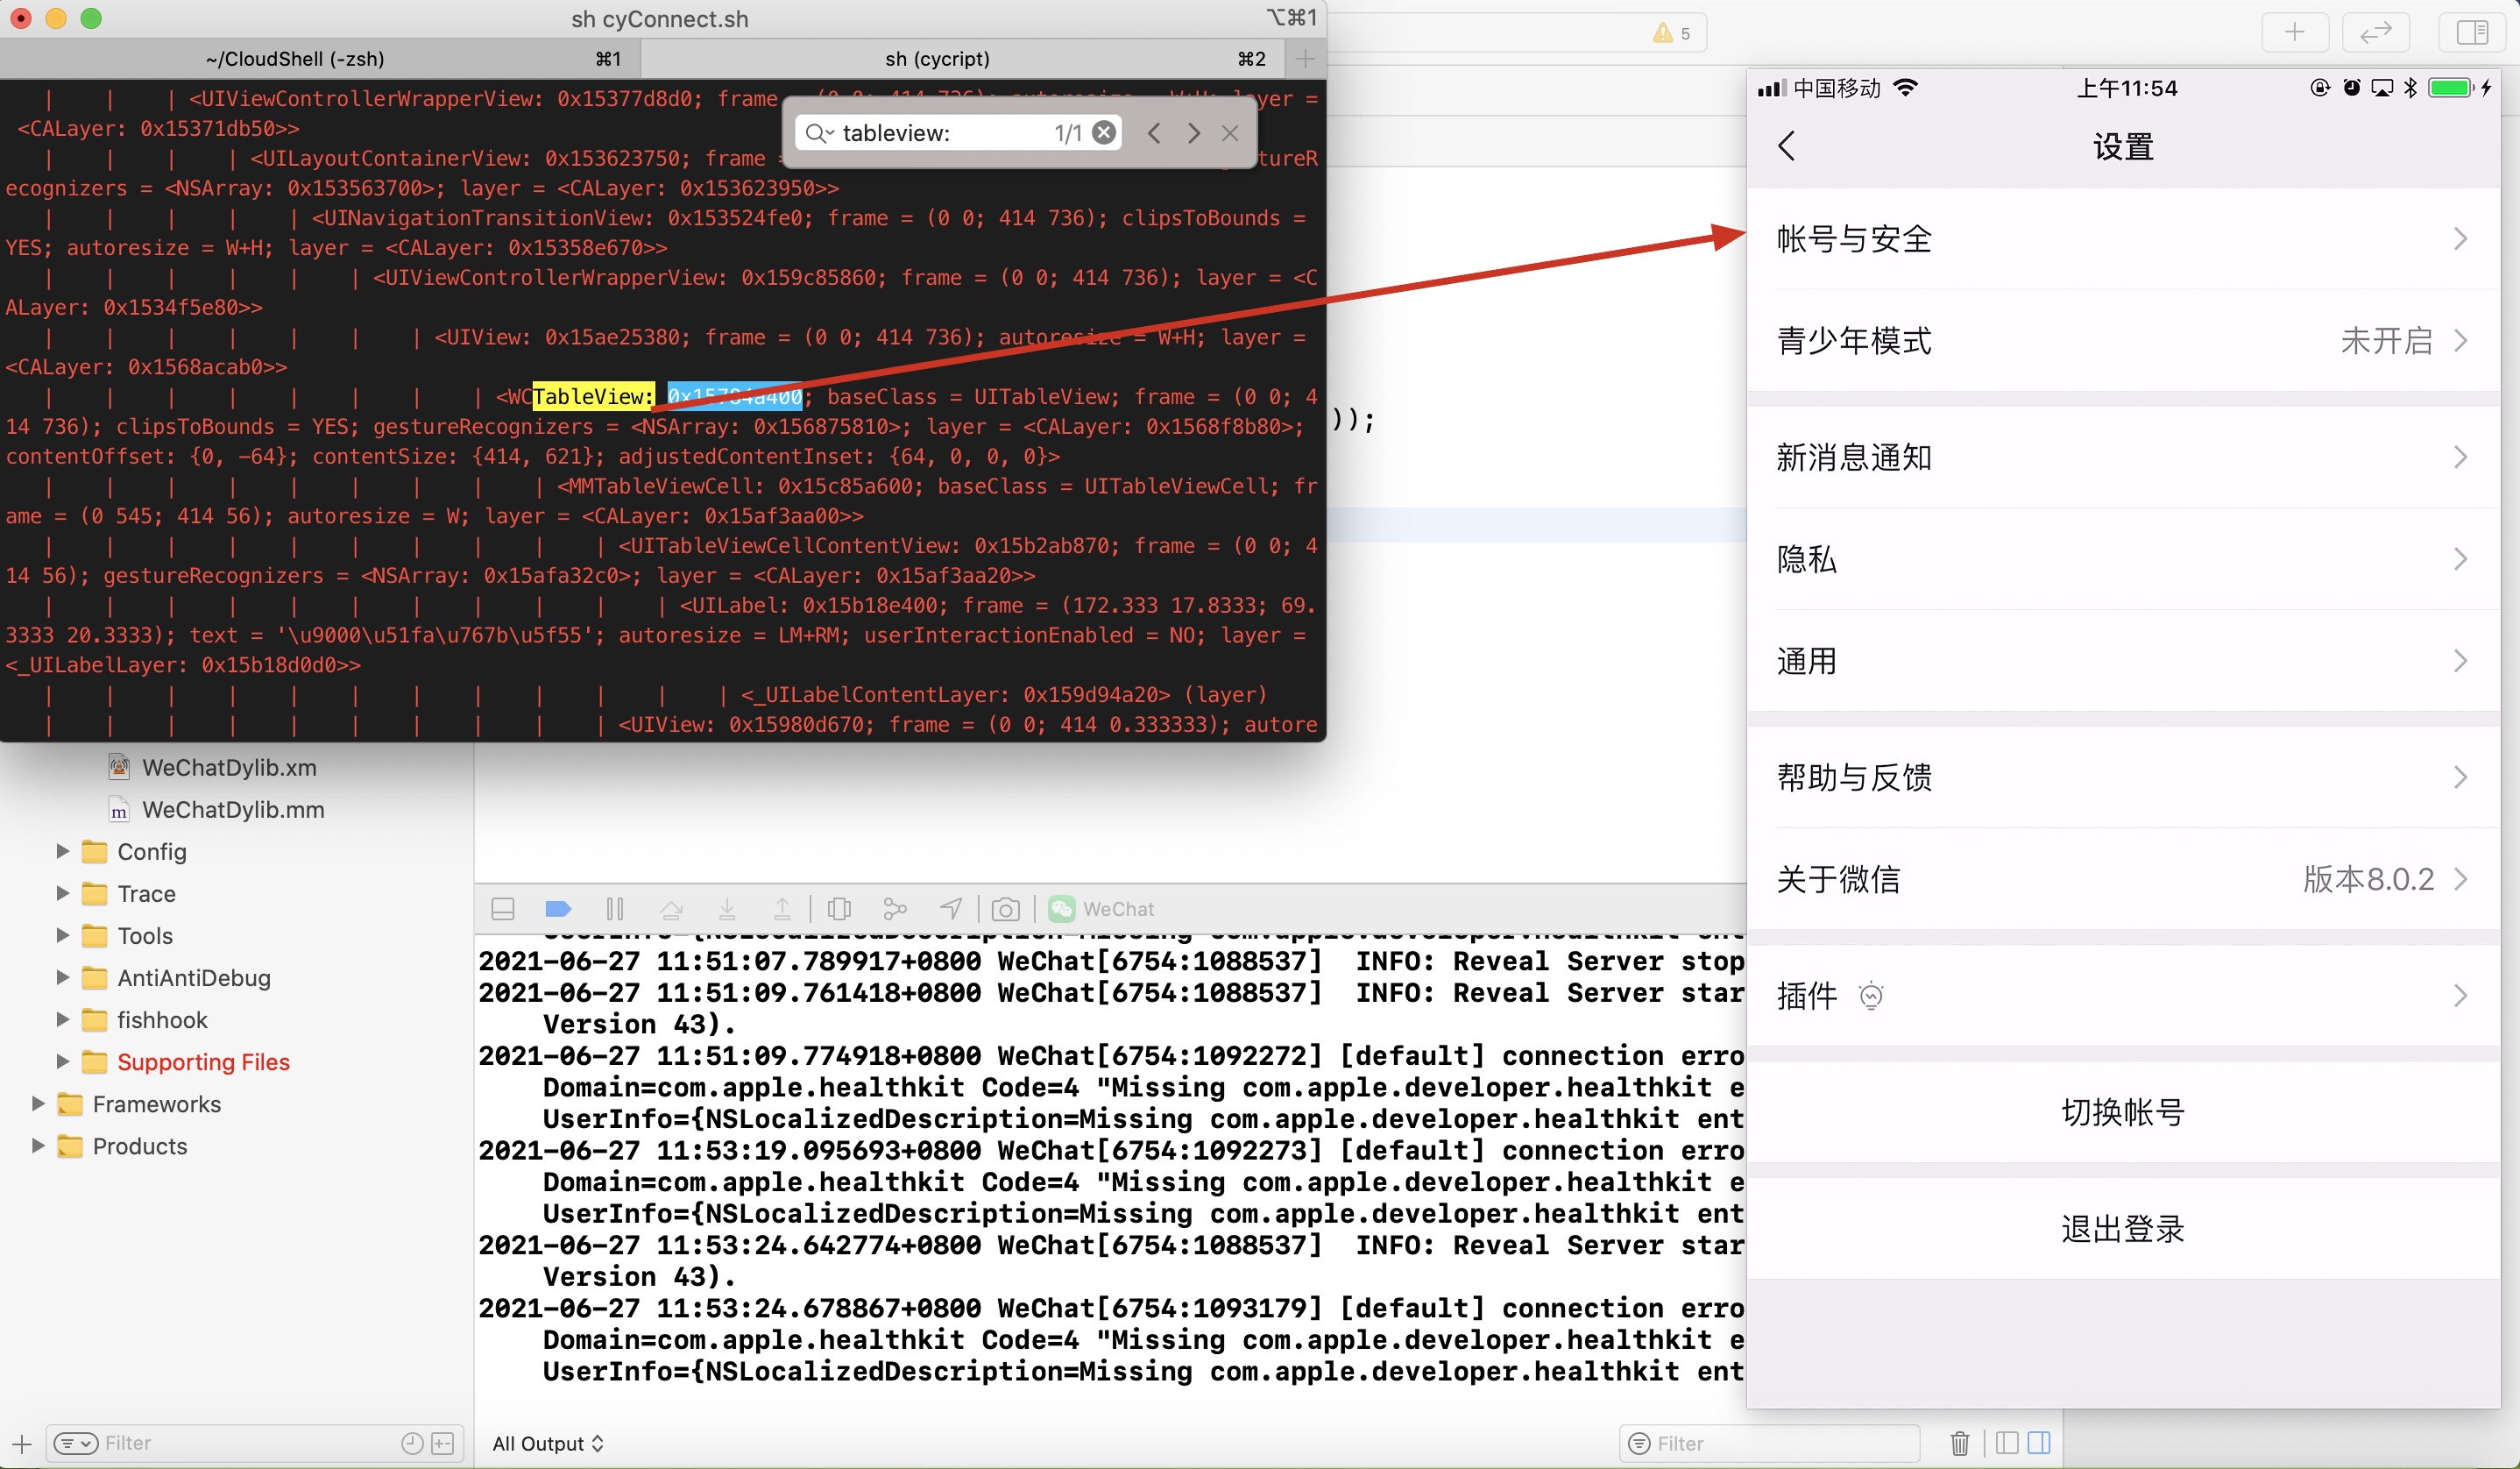 sh cyConnect.sh
⌥⌘1
~/CloudShell (-zsh) ⌘1
sh (cycript) ⌘2
| | | <UIViewControllerWrapperView: 0x15377d8d0; frame
<CALayer: 0x15371db50>>
| | | | <UILayoutContainerView: 0x153623750; frame
ecognizers = <NSArray: 0x153563700>; layer = <CALayer: 0x153623950>>
| | | | | <UINavigationTransitionView: 0x153524fe0; frame = (0 0; 414 736); clipsToBounds =
YES; autoresize = W+H; layer = <CALayer: 0x15358e670>>
| | | | | | <UIViewControllerWrapperView: 0x159c85860; frame = (0 0; 414 736); layer = <C
ALayer: 0x1534f5e80>>
| | | | | | | <UIView: 0x15ae25380; frame = (0 0; 414 736); autoresize = W+H; layer =
<CALayer: 0x1568acab0>>
| | | | | | | | <WCTableView: 0x15784a400; baseClass = UITableView; frame = (0 0; 4
14 736); clipsToBounds = YES; gestureRecognizers = <NSArray: 0x156875810>; layer = <CALayer: 0x1568f8b80>;
contentOffset: {0, -64}; contentSize: {414, 621}; adjustedContentInset: {64, 0, 0, 0}>
| | | | | | | | | <MMTableViewCell: 0x15c85a600; baseClass = UITableViewCell; fr
ame = (0 545; 414 56); autoresize = W; layer = <CALayer: 0x15af3aa00>>
| | | | | | | | | | <UITableViewCellContentView: 0x15b2ab870; frame = (0 0; 4
14 56); gestureRecognizers = <NSArray: 0x15afa32c0>; layer = <CALayer: 0x15af3aa20>>
| | | | | | | | | | | <UILabel: 0x15b18e400; frame = (172.333 17.8333; 69.
3333 20.3333); text = '\u9000\u51fa\u767b\u5f55'; autoresize = LM+RM; userInteractionEnabled = NO; layer =
<_UILabelLayer: 0x15b18d0d0>>
| | | | | | | | | | | | <_UILabelContentLayer: 0x159d94a20> (layer)
| | | | | | | | | | <UIView: 0x15980d670; frame = (0 0; 414 0.333333); autore
tableview: 1/1
5
));
WeChatDylib.xm
m WeChatDylib.mm
Config
Trace
Tools
AntiAntiDebug
fishhook
Supporting Files
Frameworks
Products
Filter
WeChat
2021-06-27 11:51:07.789917+0800 WeChat[6754:1088537] INFO: Reveal Server stop
2021-06-27 11:51:09.761418+0800 WeChat[6754:1088537] INFO: Reveal Server star
Version 43).
2021-06-27 11:51:09.774918+0800 WeChat[6754:1092272] [default] connection erro
Domain=com.apple.healthkit Code=4 "Missing com.apple.developer.healthkit e
UserInfo={NSLocalizedDescription=Missing com.apple.developer.healthkit ent
2021-06-27 11:53:19.095693+0800 WeChat[6754:1092273] [default] connection erro
Domain=com.apple.healthkit Code=4 "Missing com.apple.developer.healthkit e
UserInfo={NSLocalizedDescription=Missing com.apple.developer.healthkit ent
2021-06-27 11:53:24.642774+0800 WeChat[6754:1088537] INFO: Reveal Server star
Version 43).
2021-06-27 11:53:24.678867+0800 WeChat[6754:1093179] [default] connection erro
Domain=com.apple.healthkit Code=4 "Missing com.apple.developer.healthkit e
UserInfo={NSLocalizedDescription=Missing com.apple.developer.healthkit ent
All Output
Filter
中国移动 上午11:54
设置
帐号与安全
青少年模式 未开启
新消息通知
隐私
通用
帮助与反馈
关于微信 版本8.0.2
插件
切换帐号
退出登录